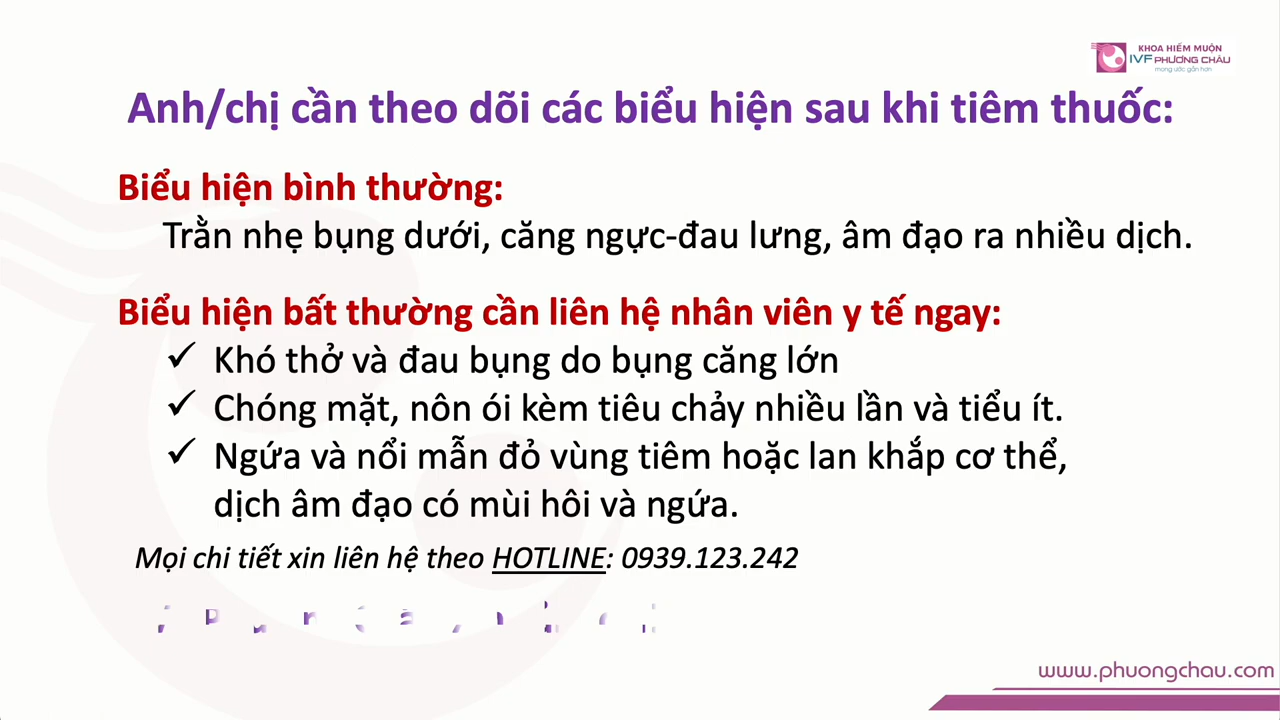 KHOA HIẾM MUỘN
IVF PHƯƠNG CHÂU
mong ước gần hơn
Anh/chị cần theo dõi các biểu hiện sau khi tiêm thuốc:
Biểu hiện bình thường:
Trằn nhẹ bụng dưới, căng ngực-đau lưng, âm đạo ra nhiều dịch.
Biểu hiện bất thường cần liên hệ nhân viên y tế ngay:
✓ Khó thở và đau bụng do bụng căng lớn
✓ Chóng mặt, nôn ói kèm tiêu chảy nhiều lần và tiểu ít.
✓ Ngứa và nổi mẫn đỏ vùng tiêm hoặc lan khắp cơ thể,
dịch âm đạo có mùi hôi và ngứa.
Mọi chi tiết xin liên hệ theo HOTLINE: 0939.123.242
www.phuongchau.com